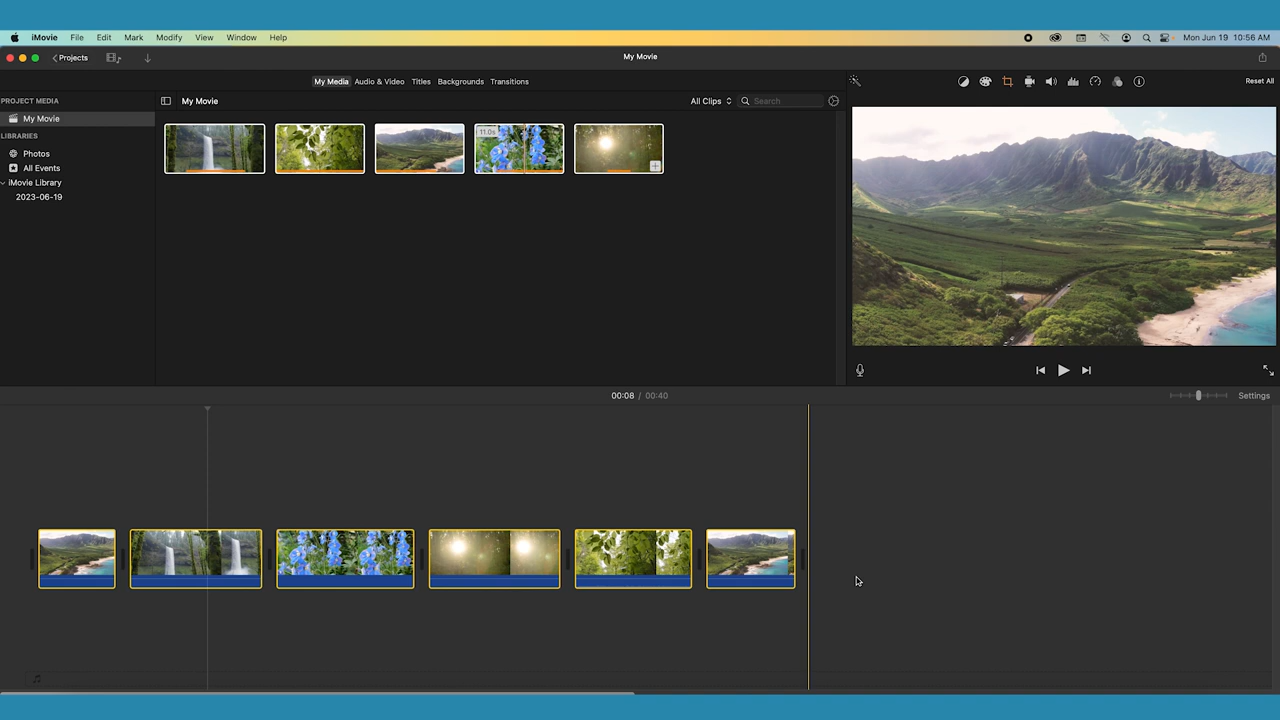 iMovie File Edit Mark Modify View Window Help Mon Jun 19 10:56 AM
Projects My Movie
My Media Audio & Video Titles Backgrounds Transitions Reset All
PROJECT MEDIA My Movie All Clips Search
My Movie
LIBRARIES
11.0s
Photos
All Events
iMovie Library
2023-06-19
00:08 / 00:40 Settings